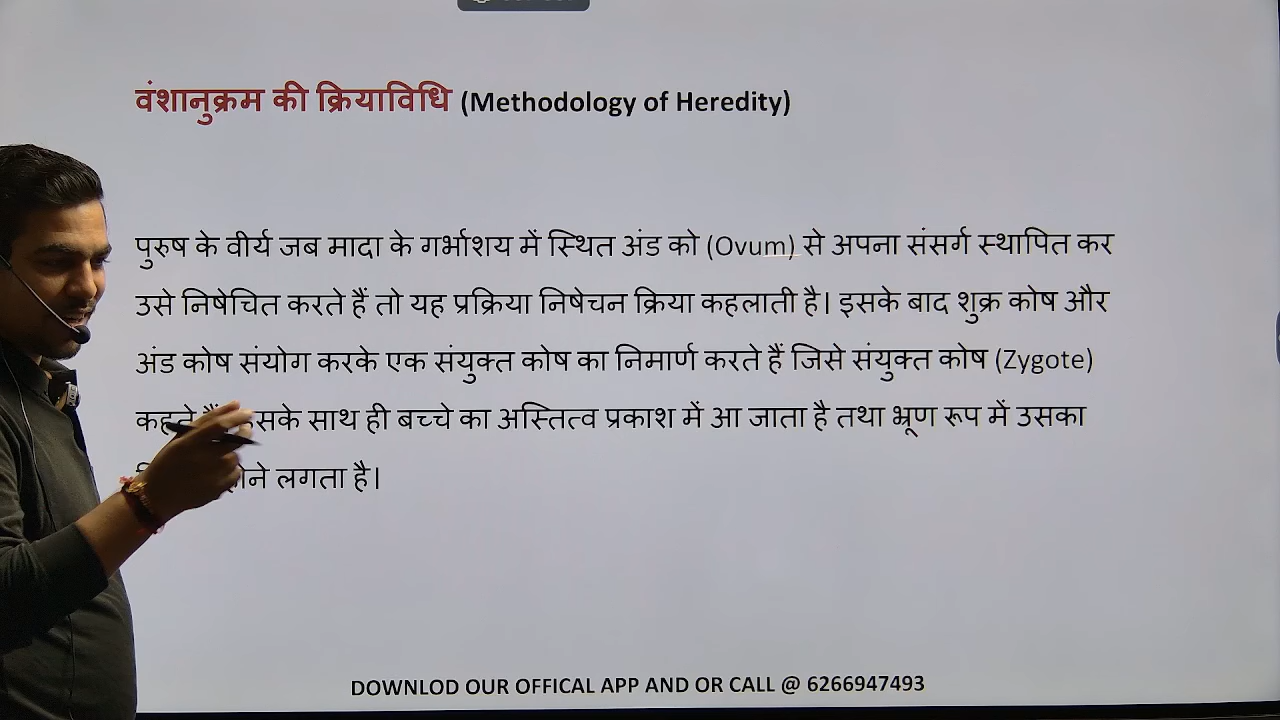 वंशानुक्रम की क्रियाविधि (Methodology of Heredity)
पुरुष के वीर्य जब मादा के गर्भाशय में स्थित अंड को (Ovum) से अपना संसर्ग स्थापित कर
उसे निषेचित करते हैं तो यह प्रक्रिया निषेचन क्रिया कहलाती है। इसके बाद शुक्र कोष और
अंड कोष संयोग करके एक संयुक्त कोष का निमार्ण करते हैं जिसे संयुक्त कोष (Zygote)
कहते हैं साथ ही बच्चे का अस्तित्व प्रकाश में आ जाता है तथा भ्रूण रूप में उसका
लगता है।
DOWNLOD OUR OFFICAL APP AND OR CALL @ 6266947493